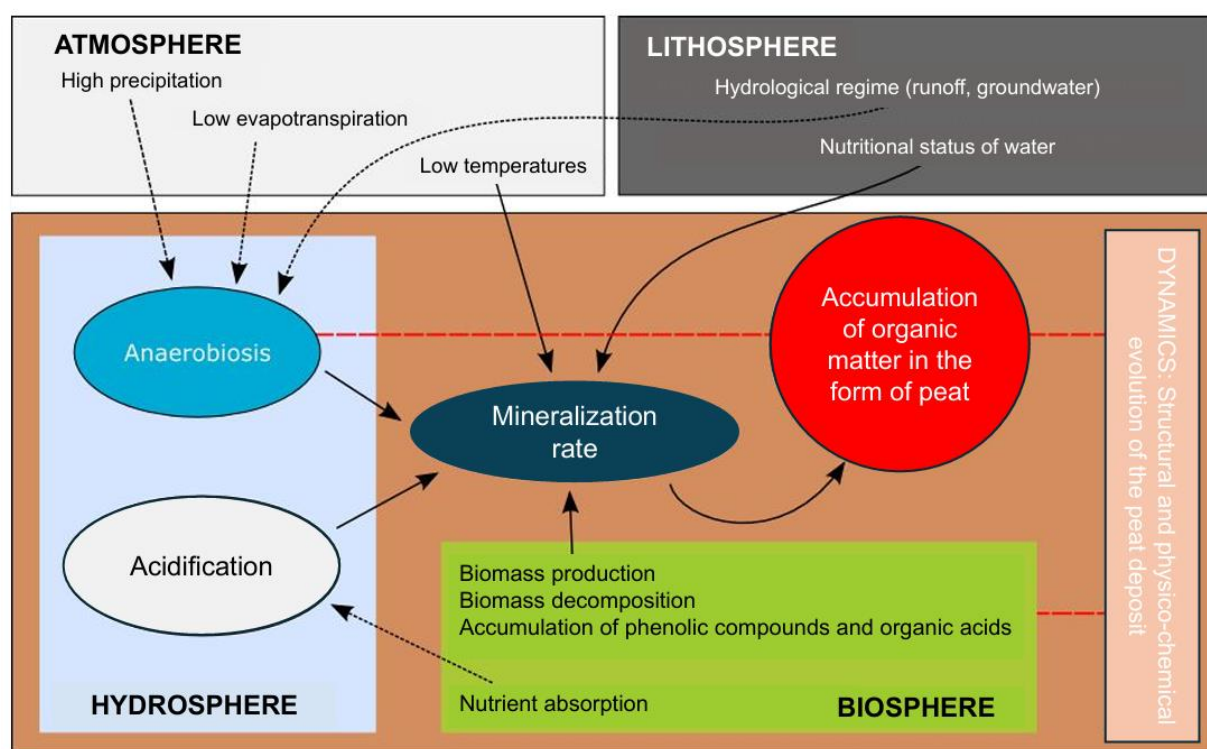 ATMOSPHERE
High precipitation
Low evapotranspiration
Low temperatures
LITHOSPHERE
Hydrological regime (runoff, groundwater)
Nutritional status of water
Anaerobiosis
Acidification
HYDROSPHERE
Mineralization
rate
Accumulation
of organic
matter in the
form of peat
Biomass production
Biomass decomposition
Accumulation of phenolic compounds and organic acids
Nutrient absorption
BIOSPHERE
DYNAMICS: Structural and physico-chemical
evolution of the peat deposit